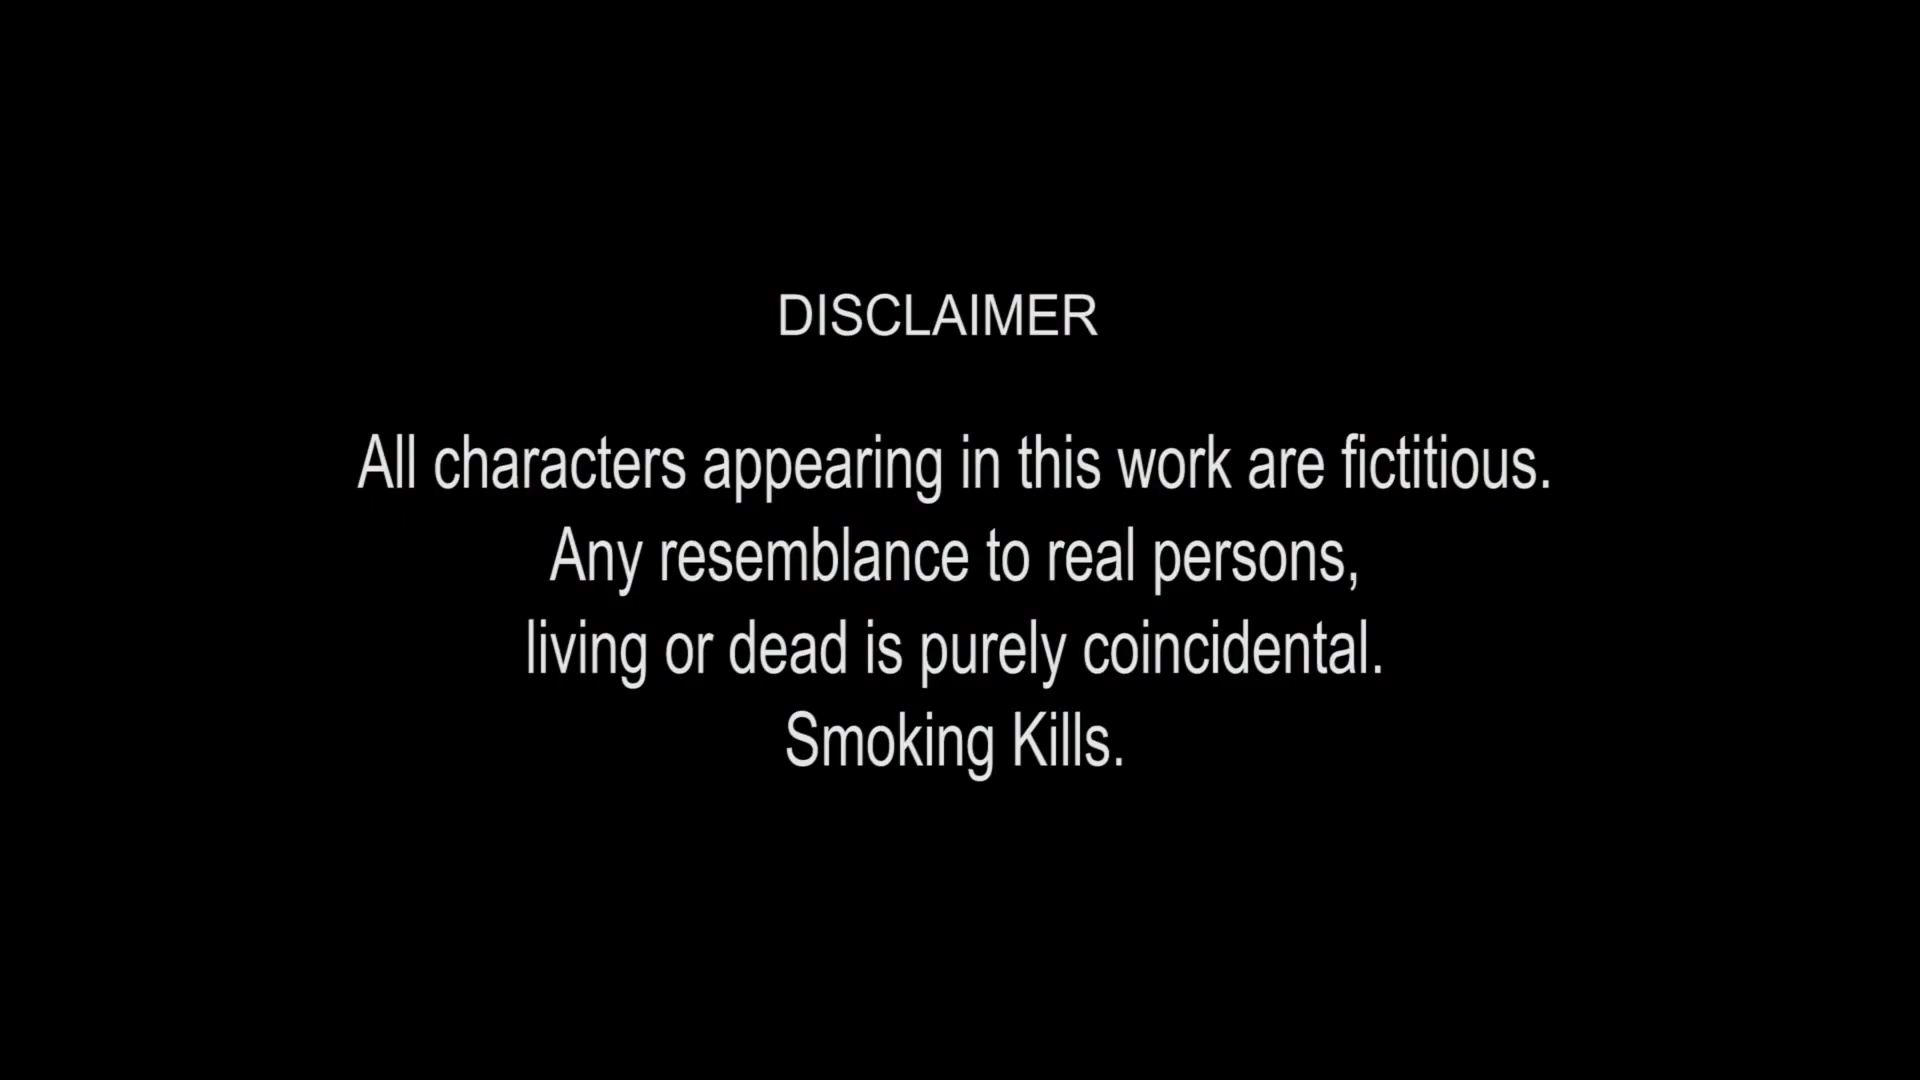 DISCLAIMER
All characters appearing in this work are fictitious.
Any resemblance to real persons,
living or dead is purely coincidental.
Smoking Kills.